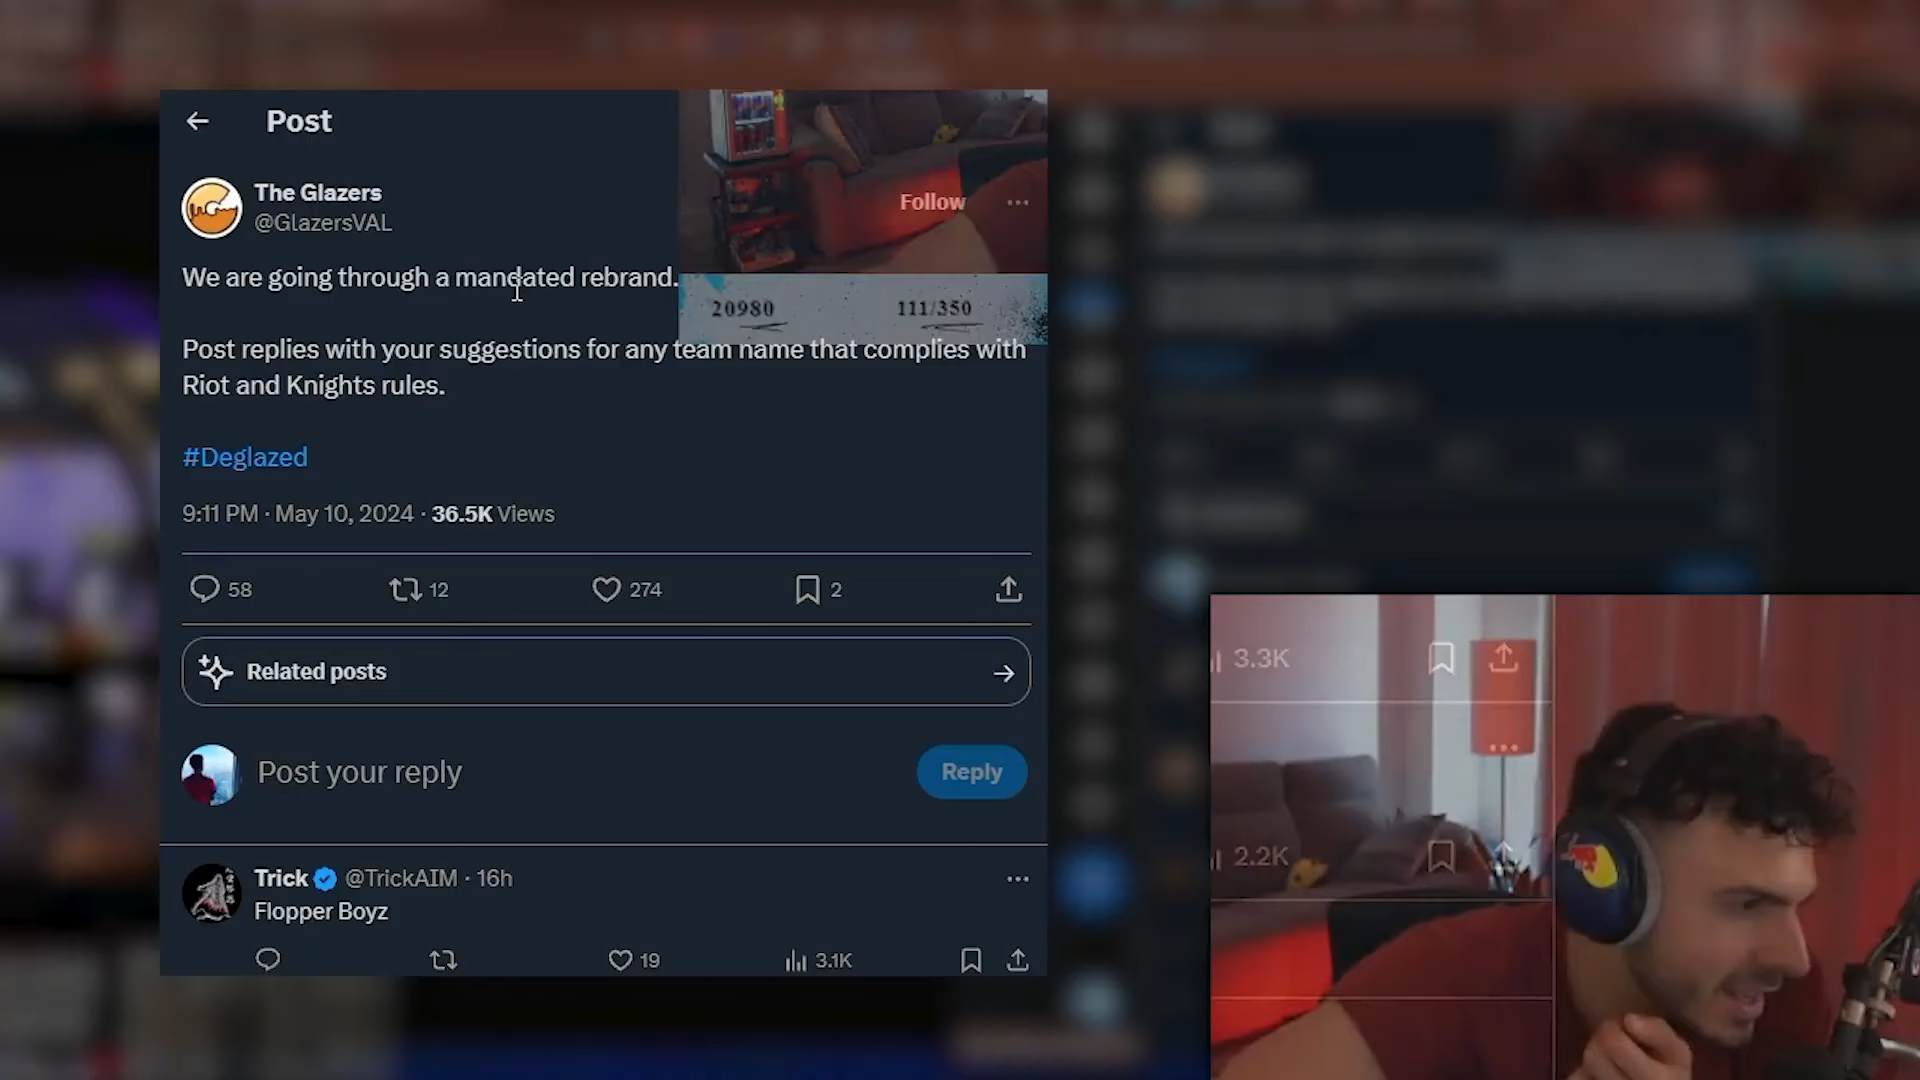 Post
The Glazers
@GlazersVAL
Follow
We are going through a mandated rebrand.
20980 111/350
Post replies with your suggestions for any team name that complies with
Riot and Knights rules.
#Deglazed
9:11 PM · May 10, 2024 · 36.5K Views
58 12 274 2
Related posts
Post your reply
Reply
Trick @TrickAIM · 16h
Flopper Boyz
19 3.1K
3.3K
2.2K